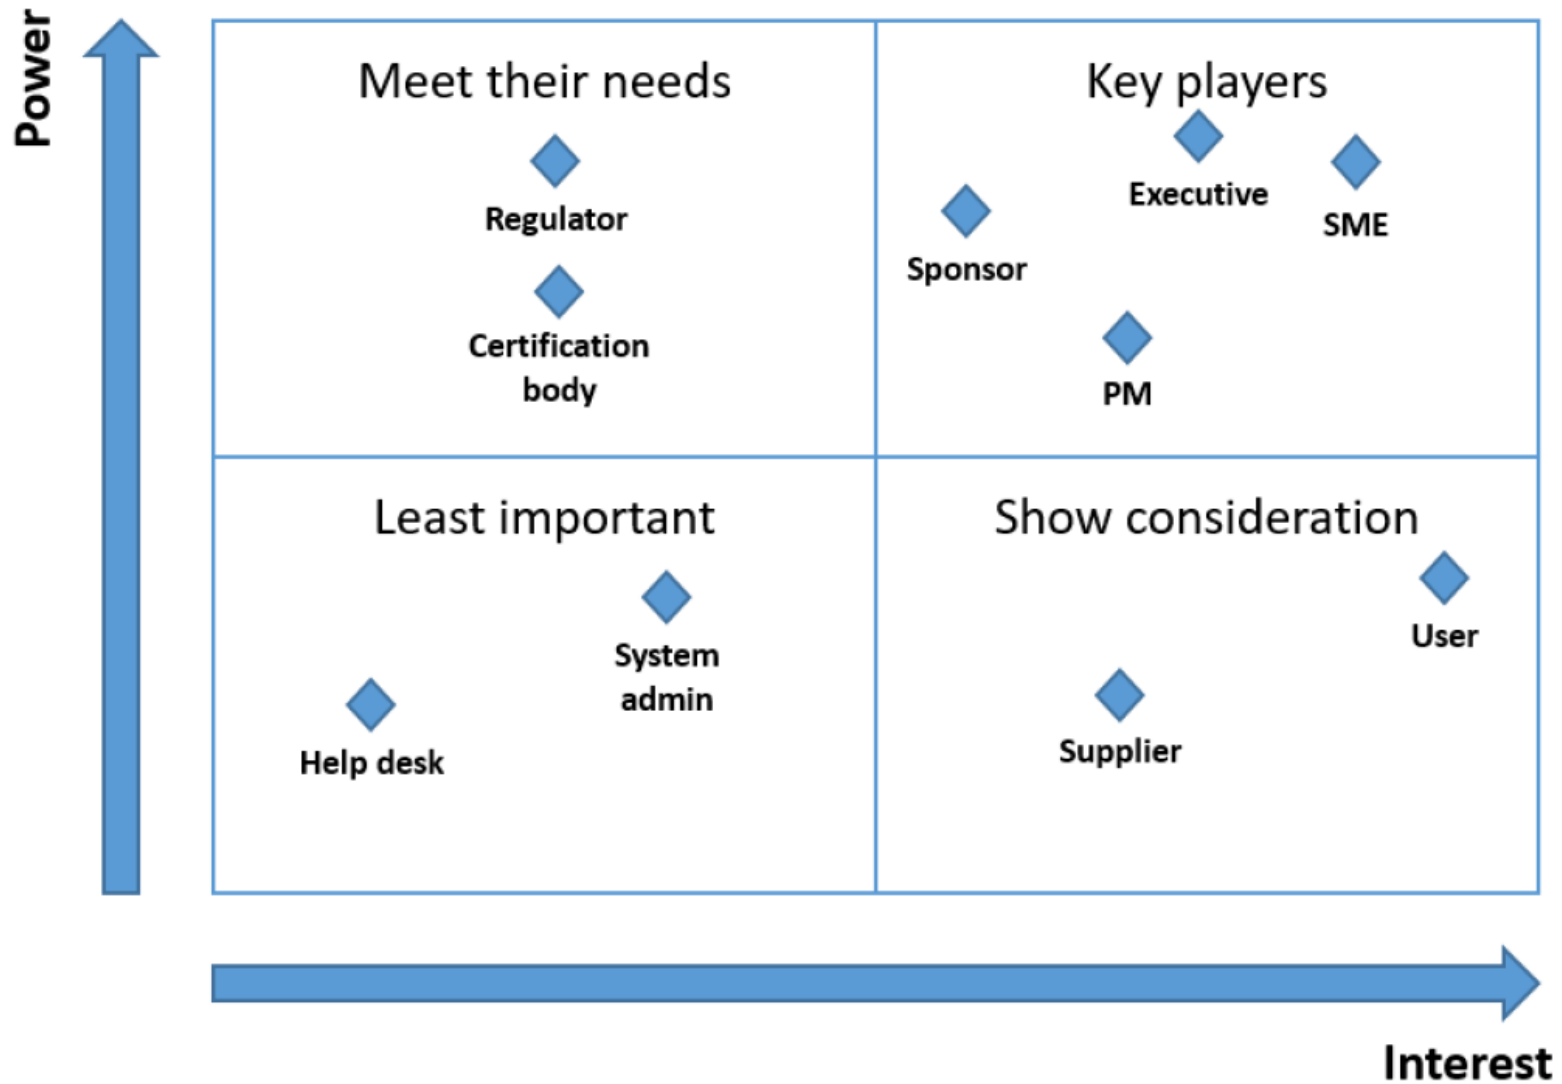 Power
Meet their needs
Key players
Regulator
Executive
SME
Sponsor
Certification
body
PM
Least important
Show consideration
System
admin
User
Help desk
Supplier
Interest